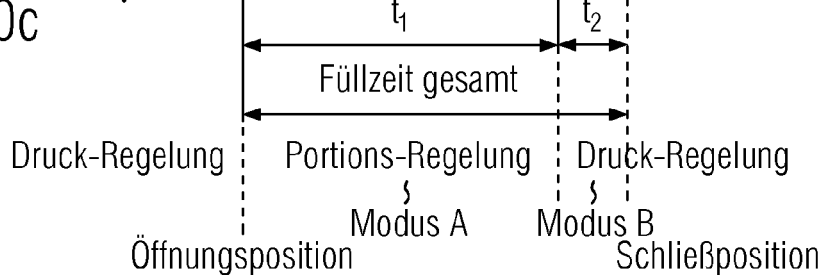 0c t₁ t₂
Füllzeit gesamt
Druck-Regelung Portions-Regelung Druck-Regelung
Modus A Modus B
Öffnungsposition Schließposition